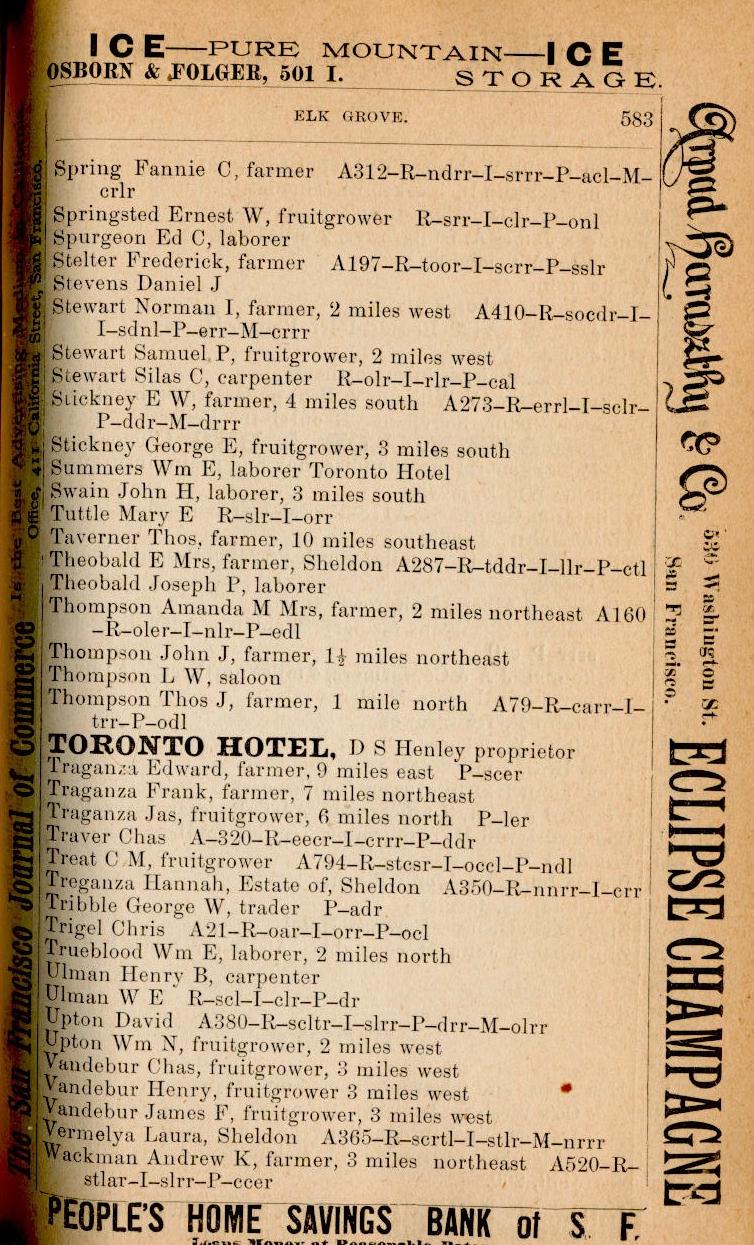 ICE—PURE MOUNTAIN—ICE
OSBORN & FOLGER, 501 I. STORAGE.
ELK GROVE. 583
Spring Fannie C, farmer A312–R–ndrr–I–srrr–P–acl–M–
crlr
Springsted Ernest W, fruitgrower R–srr–I–clr–P–onl
Spurgeon Ed C, laborer
Stelter Frederick, farmer A197–R–toor–I–scrr–P–sslr
Stevens Daniel J
Stewart Norman I, farmer, 2 miles west A410–R–socdr–I–
I–sdnl–P–err–M–crrr
Stewart Samuel P, fruitgrower, 2 miles west
Stewart Silas C, carpenter R–olr–I–rlr–P–cal
Stickney E W, farmer, 4 miles south A273–R–errl–I–sclr–
P–ddr–M–drrr
Stickney George E, fruitgrower, 3 miles south
Summers Wm E, laborer Toronto Hotel
Swain John H, laborer, 3 miles south
Tuttle Mary E R–slr–I–orr
Taverner Thos, farmer, 10 miles southeast
Theobald E Mrs, farmer, Sheldon A287–R–tddr–I–llr–P–ctl
Theobald Joseph P, laborer
Thompson Amanda M Mrs, farmer, 2 miles northeast A160
–R–oler–I–nlr–P–edl
Thompson John J, farmer, 1½ miles northeast
Thompson L W, saloon
Thompson Thos J, farmer, 1 mile north A79–R–carr–I–
trr–P–odl
TORONTO HOTEL, D S Henley proprietor
Traganza Edward, farmer, 9 miles east P–scer
Traganza Frank, farmer, 7 miles northeast
Traganza Jas, fruitgrower, 6 miles north P–ler
Traver Chas A–320–R–eecr–I–crrr–P–ddr
Treat C M, fruitgrower A794–R–stcsr–I–occl–P–ndl
Treganza Hannah, Estate of, Sheldon A350–R–nnrr–I–crr
Tribble George W, trader P–adr
Trigel Chris A21–R–oar–I–orr–P–ocl
Trueblood Wm E, laborer, 2 miles north
Ulman Henry B, carpenter
Ulman W E R–scl–I–clr–P–dr
Upton David A380–R–scltr–I–slrr–P–drr–M–olrr
Upton Wm N, fruitgrower, 2 miles west
Vandebur Chas, fruitgrower, 3 miles west
Vandebur Henry, fruitgrower 3 miles west
Vandebur James F, fruitgrower, 3 miles west
Vermelya Laura, Sheldon A365–R–scrtl–I–stlr–M–nrrr
Wackman Andrew K, farmer, 3 miles northeast A520–R–
stlar–I–slrr–P–ccer
PEOPLE'S HOME SAVINGS BANK of S. F.
Loans Money at Reasonable
The San Francisco Journal of Commerce Is the Best Advertising
Office, 411 California Street, San Francisco.
Arpad Haraszthy & Co. 530 Washington St. San Francisco. ECLIPSE CHAMPAGNE